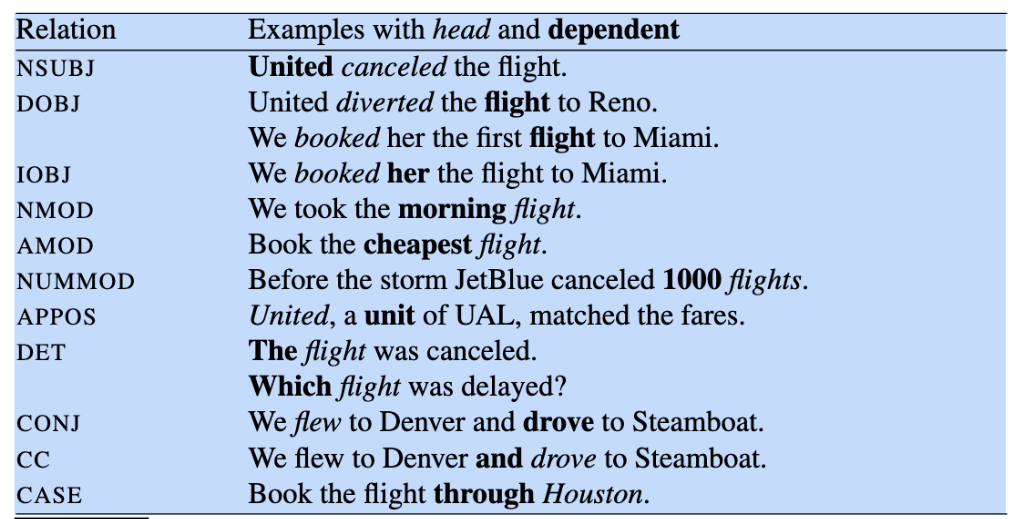 Relation Examples with head and dependent
NSUBJ United canceled the flight.
DOBJ United diverted the flight to Reno.
We booked her the first flight to Miami.
IOBJ We booked her the flight to Miami.
NMOD We took the morning flight.
AMOD Book the cheapest flight.
NUMMOD Before the storm JetBlue canceled 1000 flights.
APPOS United, a unit of UAL, matched the fares.
DET The flight was canceled.
Which flight was delayed?
CONJ We flew to Denver and drove to Steamboat.
CC We flew to Denver and drove to Steamboat.
CASE Book the flight through Houston.